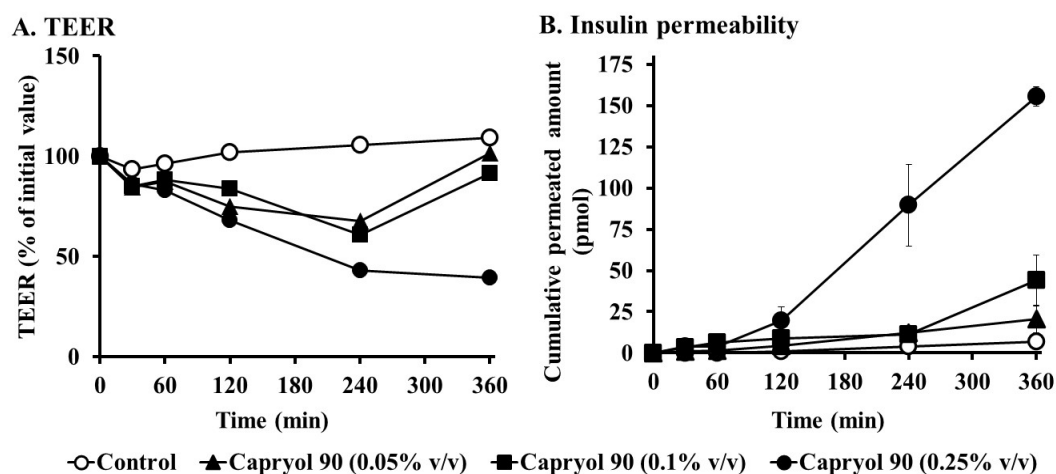 A. TEER
150
100
50
0
TEER (% of initial value)
0 60 120 180 240 300 360
Time (min)
B. Insulin permeability
175
150
125
100
75
50
25
0
Cumulative permeated amount
(pmol)
0 60 120 180 240 300 360
Time (min)
Control Capryol 90 (0.05% v/v) Capryol 90 (0.1% v/v) Capryol 90 (0.25% v/v)